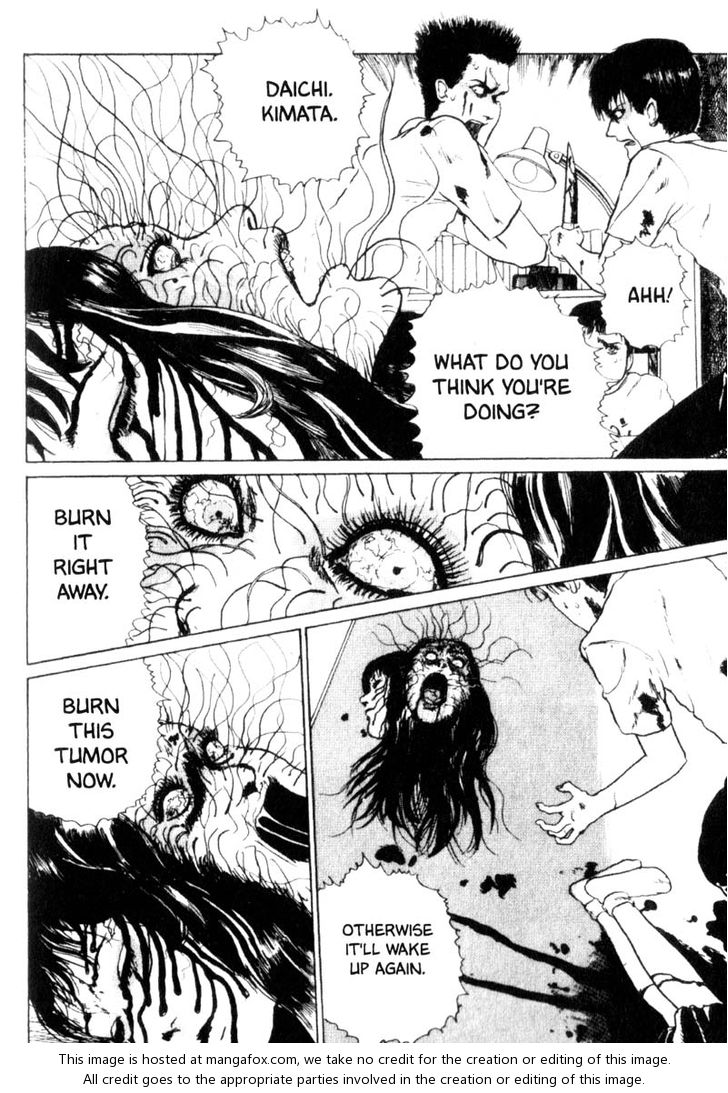 DAICHI.
KIMATA.
AHH!
WHAT DO YOU
THINK YOU'RE
DOING?
BURN
IT
RIGHT
AWAY.
BURN
THIS
TUMOR
NOW.
OTHERWISE
IT'LL WAKE
UP AGAIN.
This image is hosted at mangafox.com, we take no credit for the creation or editing of this image.
All credit goes to the appropriate parties involved in the creation or editing of this image.